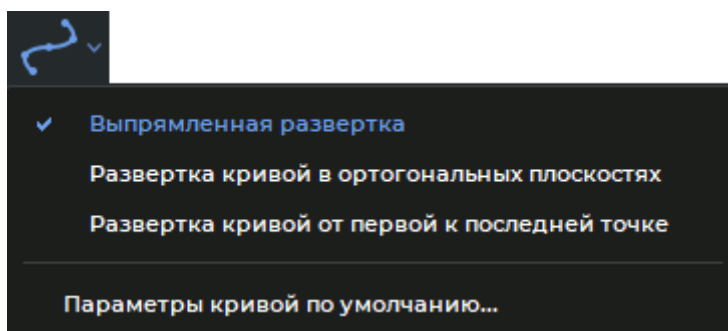 Выпрямленная развертка
Развертка кривой в ортогональных плоскостях
Развертка кривой от первой к последней точке
Параметры кривой по умолчанию...